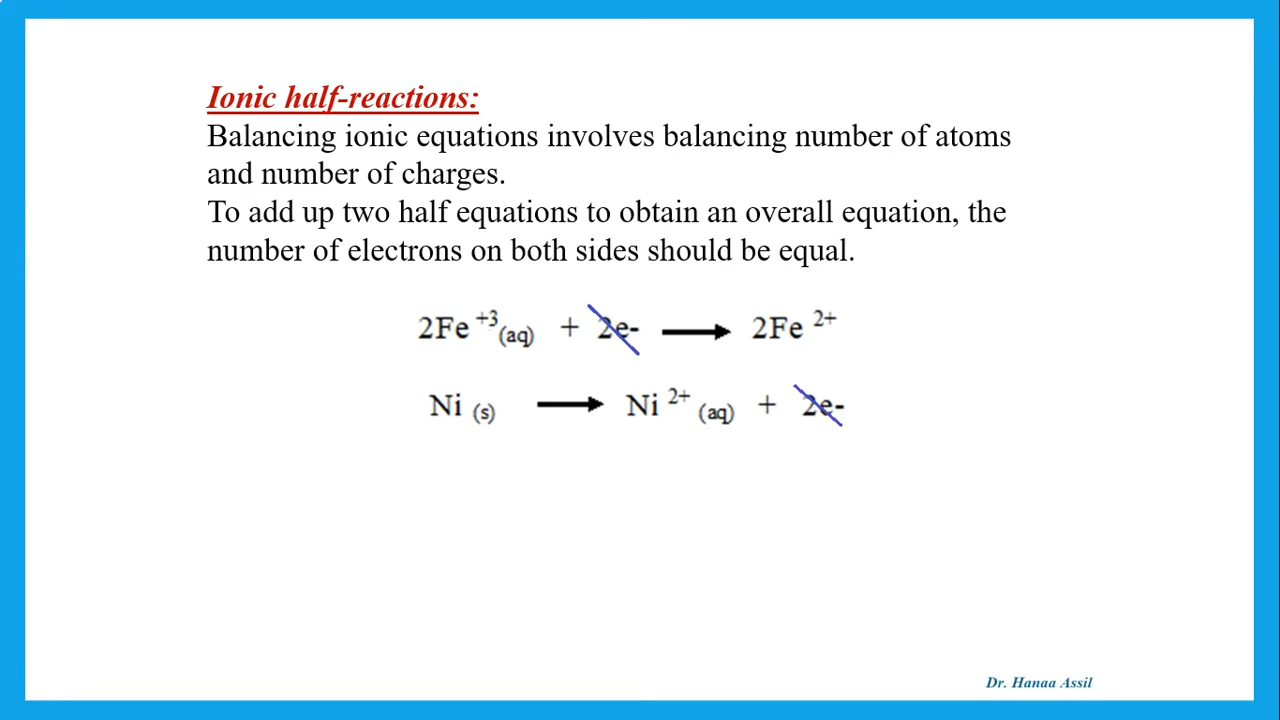 Ionic half-reactions:
Balancing ionic equations involves balancing number of atoms
and number of charges.
To add up two half equations to obtain an overall equation, the
number of electrons on both sides should be equal.
2Fe +3(aq) + 2e- → 2Fe 2+
Ni (s) → Ni 2+ (aq) + 2e-
Dr. Hanaa Assil